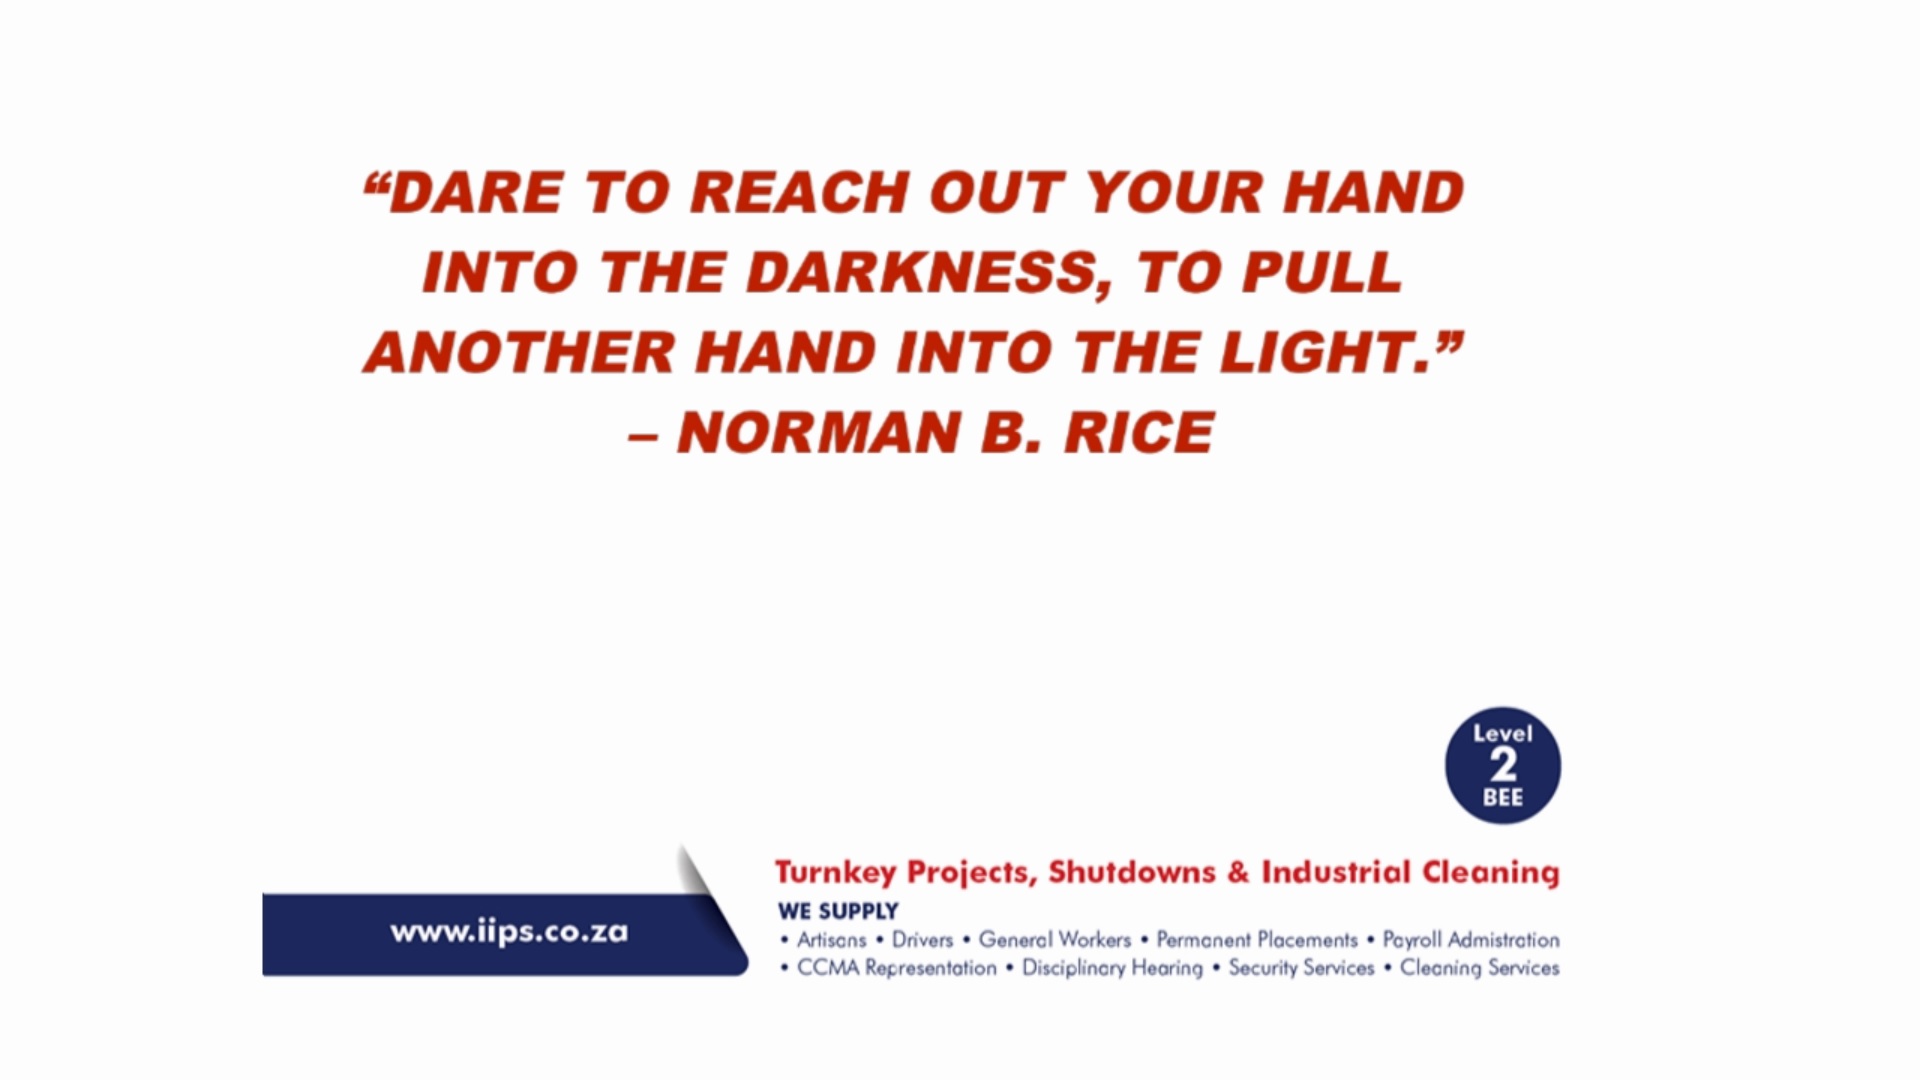 “DARE TO REACH OUT YOUR HAND
INTO THE DARKNESS, TO PULL
ANOTHER HAND INTO THE LIGHT.”
– NORMAN B. RICE
Level
2
BEE
www.iips.co.za
Turnkey Projects, Shutdowns & Industrial Cleaning
WE SUPPLY
• Artisans • Drivers • General Workers • Permanent Placements • Payroll Admistration
• CCMA Representation • Disciplinary Hearing • Security Services • Cleaning Services